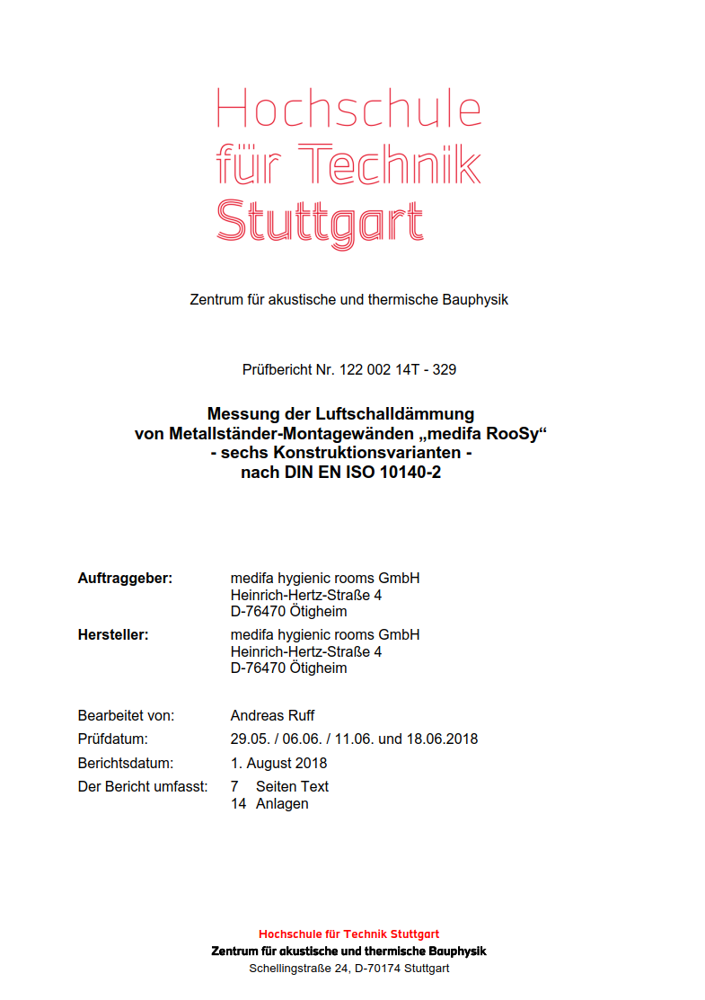 Hochschule
für Technik
Stuttgart
Zentrum für akustische und thermische Bauphysik
Prüfbericht Nr. 122 002 14T - 329
Messung der Luftschalldämmung
von Metallständer-Montagewänden „medifa RooSy“
- sechs Konstruktionsvarianten -
nach DIN EN ISO 10140-2
Auftraggeber: medifa hygienic rooms GmbH
Heinrich-Hertz-Straße 4
D-76470 Ötigheim
Hersteller: medifa hygienic rooms GmbH
Heinrich-Hertz-Straße 4
D-76470 Ötigheim
Bearbeitet von: Andreas Ruff
Prüfdatum: 29.05. / 06.06. / 11.06. und 18.06.2018
Berichtsdatum: 1. August 2018
Der Bericht umfasst: 7 Seiten Text
14 Anlagen
Hochschule für Technik Stuttgart
Zentrum für akustische und thermische Bauphysik
Schellingstraße 24, D-70174 Stuttgart